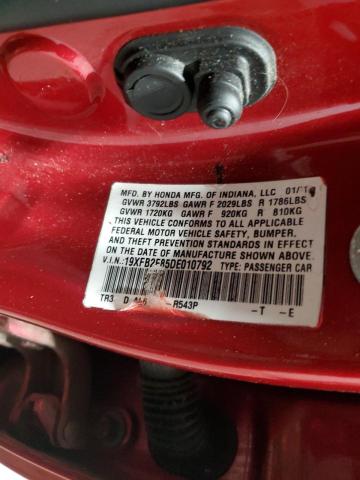 MFD. BY HONDA MFG. OF INDIANA, LLC 01/1
GVWR 3792LBS GAWR F 2029LBS R 1786LBS
GVWR 1720KG GAWR F 920KG R 810KG
THIS VEHICLE CONFORMS TO ALL APPLICABLE
FEDERAL MOTOR VEHICLE SAFETY, BUMPER,
AND THEFT PREVENTION STANDARDS IN EFFECT
ON THE DATE OF MANUFACTURE SHOWN ABOVE.
V.I.N.: 19XFB2F85DE010792 TYPE: PASSENGER CAR
TR3 R543P -T -E